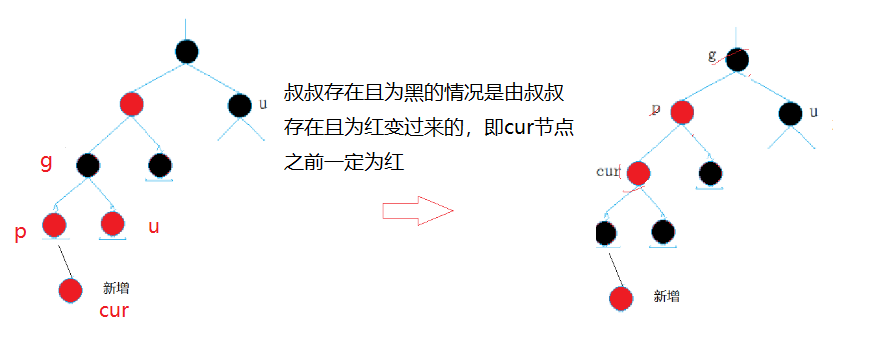 g
u
叔叔存在且为黑的情况是由叔叔
存在且为红变过来的，即cur节点
之前一定为红
p
u
g
cur
p
u
新增
cur
新增